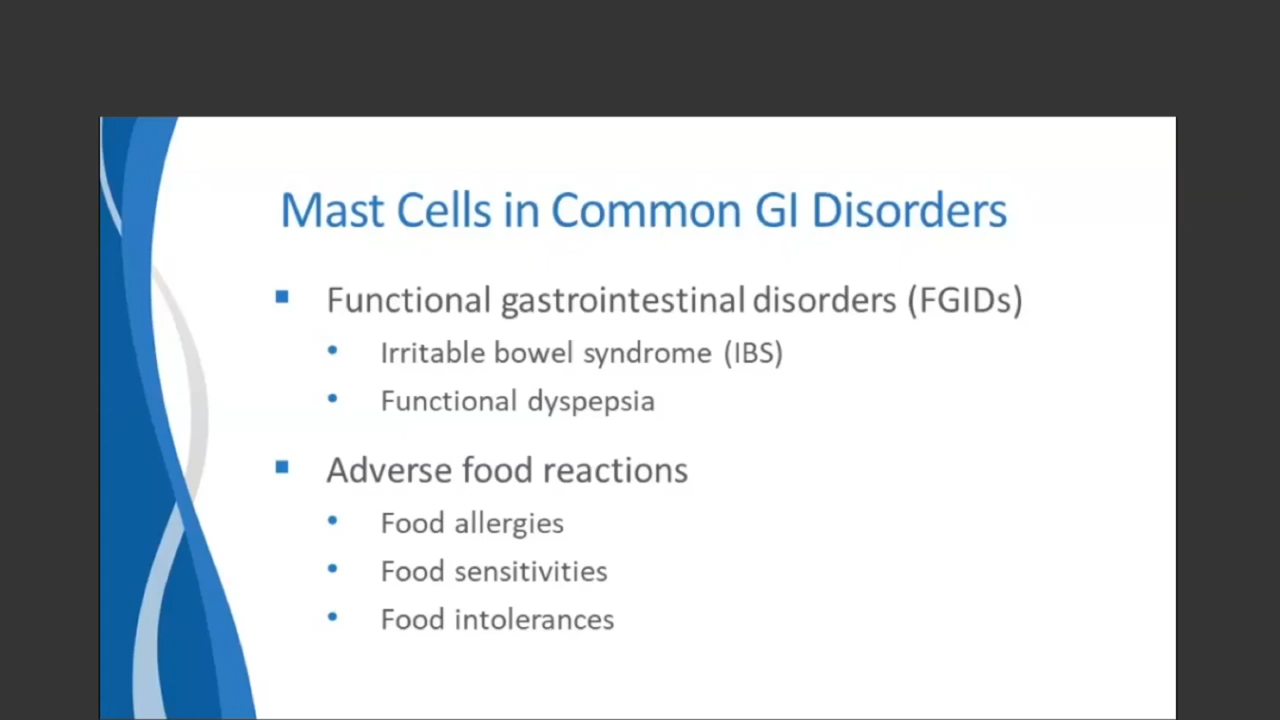 Mast Cells in Common GI Disorders
▪ Functional gastrointestinal disorders (FGIDs)
• Irritable bowel syndrome (IBS)
• Functional dyspepsia
▪ Adverse food reactions
• Food allergies
• Food sensitivities
• Food intolerances